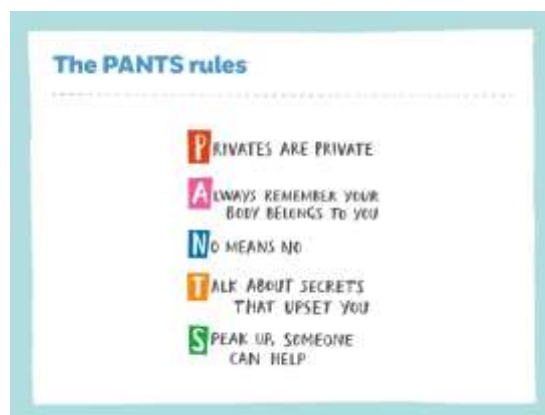 The PANTS rules
PRIVATES ARE PRIVATE
ALWAYS REMEMBER YOUR
BODY BELONGS TO YOU
NO MEANS NO
TALK ABOUT SECRETS
THAT UPSET YOU
SPEAK UP, SOMEONE
CAN HELP